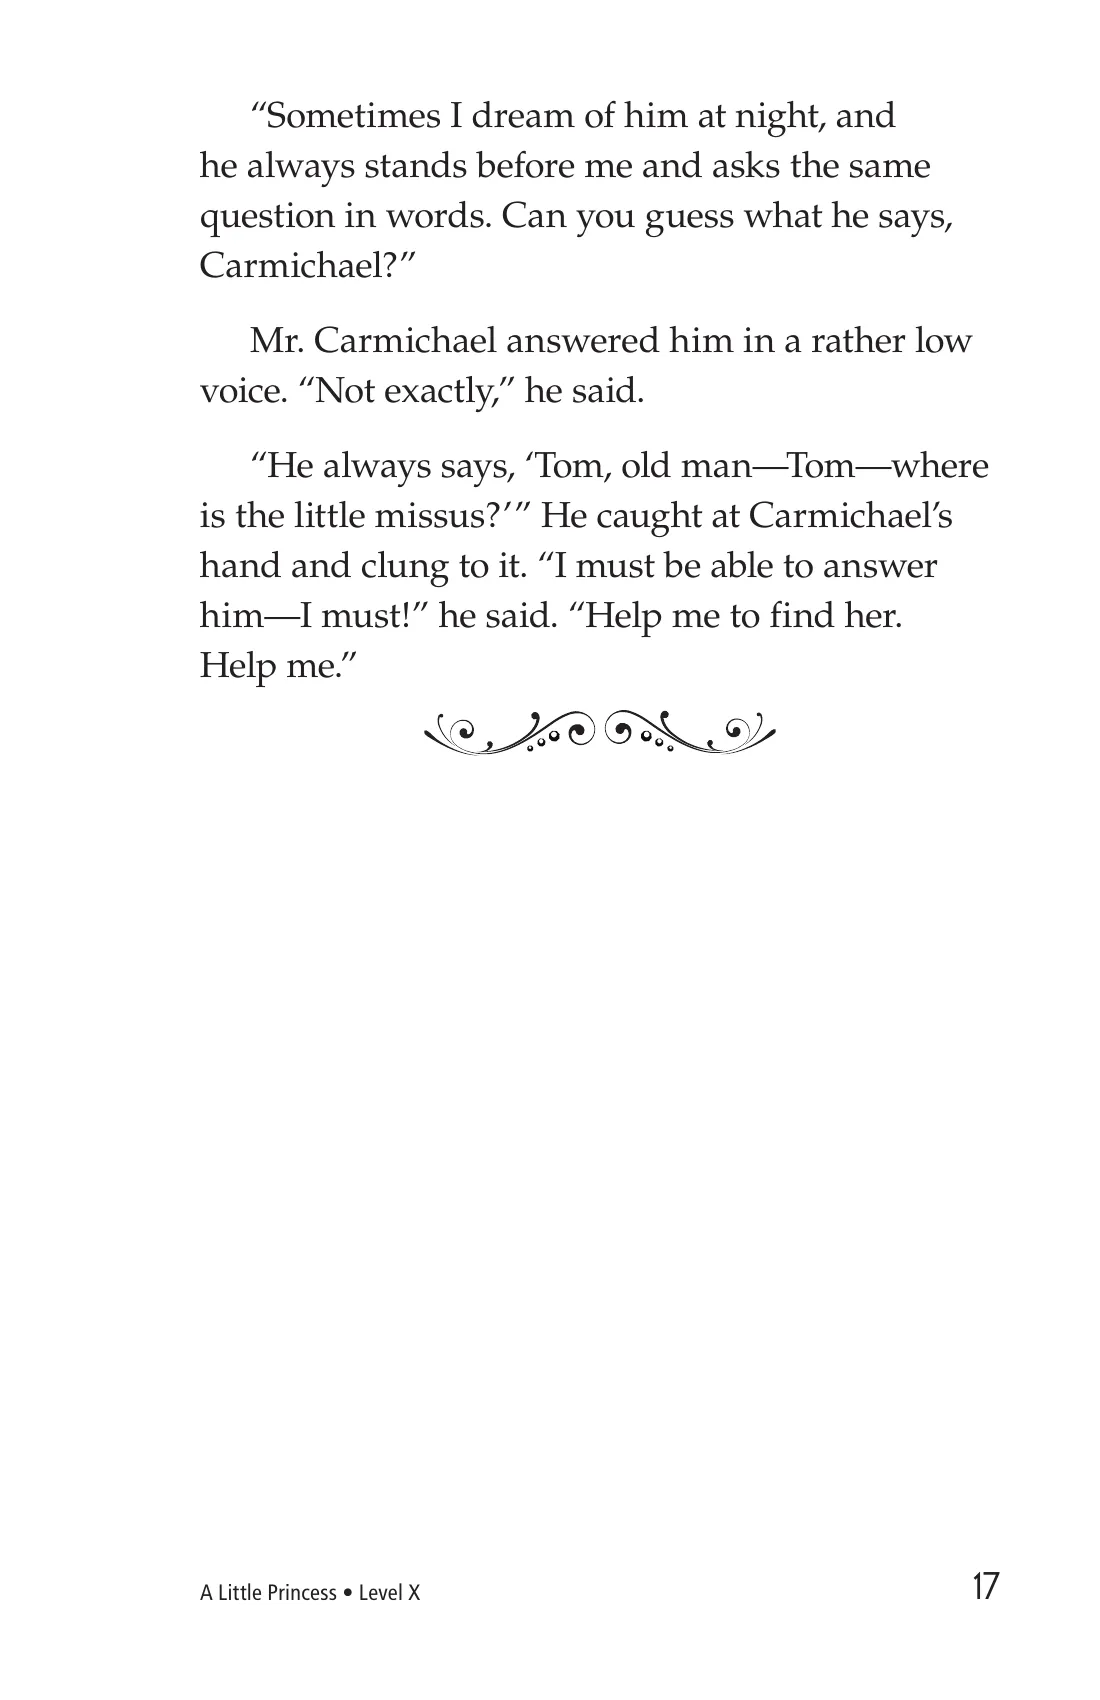 “Sometimes I dream of him at night, and
he always stands before me and asks the same
question in words. Can you guess what he says,
Carmichael?”
Mr. Carmichael answered him in a rather low
voice. “Not exactly,” he said.
“He always says, ‘Tom, old man—Tom—where
is the little missus?’” He caught at Carmichael’s
hand and clung to it. “I must be able to answer
him—I must!” he said. “Help me to find her.
Help me.”
A Little Princess • Level X
17